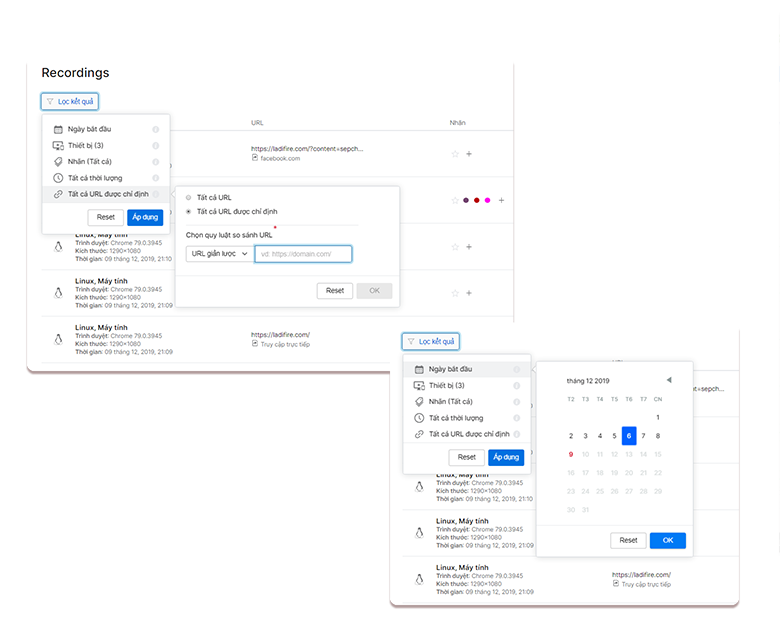 Recordings
Lọc kết quả
URL
Nhãn
Ngày bắt đầu
Thiết bị (3)
Nhãn (Tất cả)
Tất cả thời lượng
Tất cả URL được chỉ định
Reset
Áp dụng
https://ladifire.com/?content=sepch...
facebook.com
Tất cả URL
Tất cả URL được chỉ định
Chọn quy luật so sánh URL *
URL giản lược
vd: https://domain.com/
Reset
OK
Linux, Máy tính
Trình duyệt: Chrome 79.0.3945
Kích thước: 1290×1080
Thời gian: 09 tháng 12, 2019, 21:10
Linux, Máy tính
Trình duyệt: Chrome 79.0.3945
Kích thước: 1290×1080
Thời gian: 09 tháng 12, 2019, 21:09
Linux, Máy tính
Trình duyệt: Chrome 79.0.3945
Kích thước: 1290×1080
Thời gian: 09 tháng 12, 2019, 21:09
https://ladifire.com/
Truy cập trực tiếp
Lọc kết quả
Ngày bắt đầu
Thiết bị (3)
Nhãn (Tất cả)
Tất cả thời lượng
Tất cả URL được chỉ định
Reset
Áp dụng
tháng 12 2019
T2 T3 T4 T5 T6 T7 CN
1
2 3 4 5 6 7 8
9 10 11 12 13 14 15
16 17 18 19 20 21 22
23 24 25 26 27 28 29
30 31
Reset
OK
nt=sepch...
Linux, Máy tính
Trình duyệt: Chrome 79.0.3945
Kích thước: 1290×1080
Thời gian: 09 tháng 12, 2019, 21:10
Linux, Máy tính
Trình duyệt: Chrome 79.0.3945
Kích thước: 1290×1080
Thời gian: 09 tháng 12, 2019, 21:09
Linux, Máy tính
Trình duyệt: Chrome 79.0.3945
Kích thước: 1290×1080
Thời gian: 09 tháng 12, 2019, 21:09
https://ladifire.com/
Truy cập trực tiếp